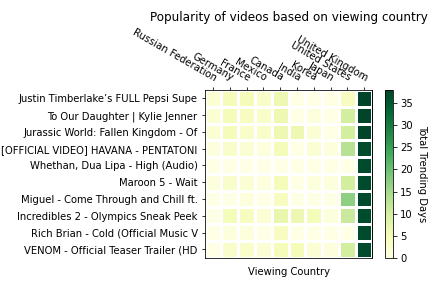 Popularity of videos based on viewing country
Russian Federation
Germany
France
Mexico
Canada
India
Korea
Japan
United States
United Kingdom
Justin Timberlake’s FULL Pepsi Supe
To Our Daughter | Kylie Jenner
Jurassic World: Fallen Kingdom - Of
[OFFICIAL VIDEO] HAVANA - PENTATONI
Whethan, Dua Lipa - High (Audio)
Maroon 5 - Wait
Miguel - Come Through and Chill ft.
Incredibles 2 - Olympics Sneak Peek
Rich Brian - Cold (Official Music V
VENOM - Official Teaser Trailer (HD
Viewing Country
35
30
25
20
15
10
5
0
Total Trending Days